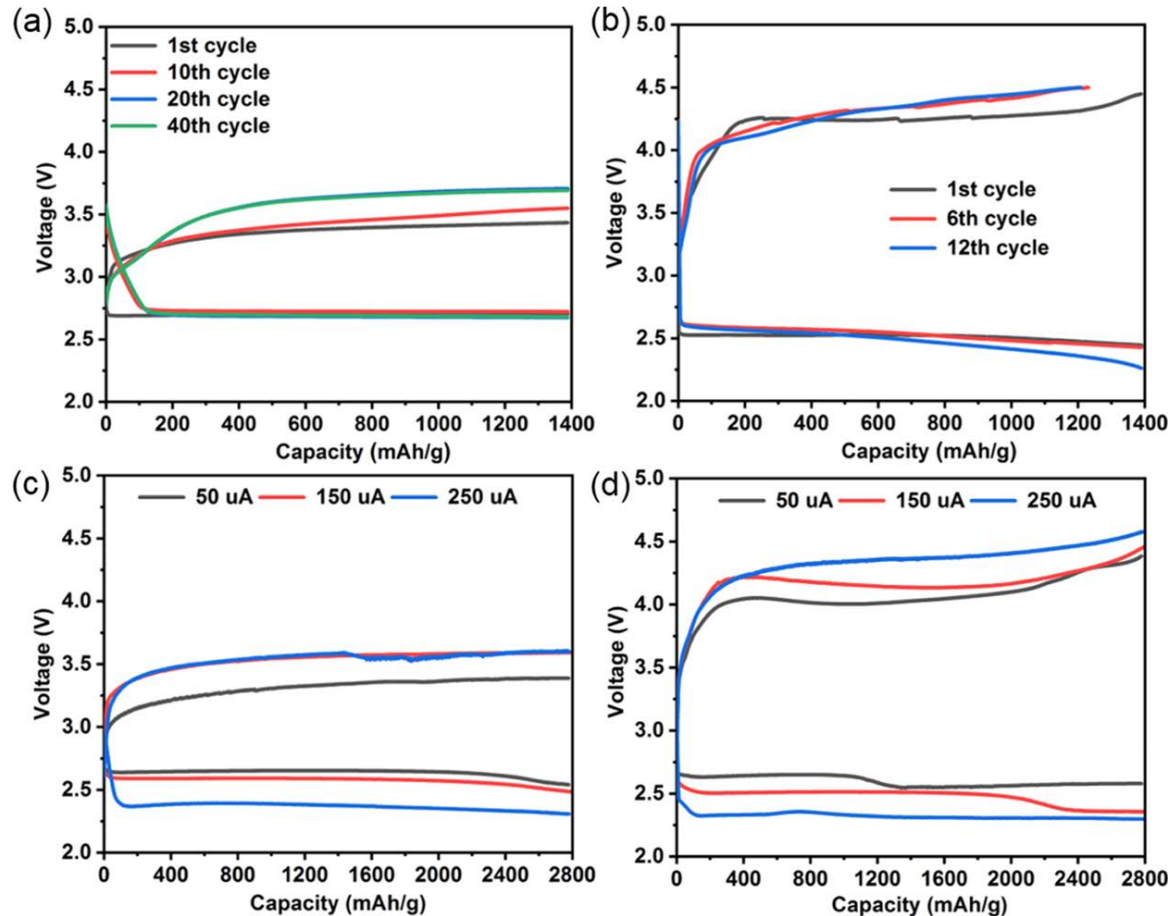 (a)
5.0
4.5
4.0
3.5
3.0
2.5
2.0
Voltage (V)
1st cycle
10th cycle
20th cycle
40th cycle
0 200 400 600 800 1000 1200 1400
Capacity (mAh/g)
(b)
5.0
4.5
4.0
3.5
3.0
2.5
2.0
Voltage (V)
1st cycle
6th cycle
12th cycle
0 200 400 600 800 1000 1200 1400
Capacity (mAh/g)
(c)
5.0
4.5
4.0
3.5
3.0
2.5
2.0
Voltage (V)
50 uA 150 uA 250 uA
0 400 800 1200 1600 2000 2400 2800
Capacity (mAh/g)
(d)
5.0
4.5
4.0
3.5
3.0
2.5
2.0
Voltage (V)
50 uA 150 uA 250 uA
0 400 800 1200 1600 2000 2400 2800
Capacity (mAh/g)